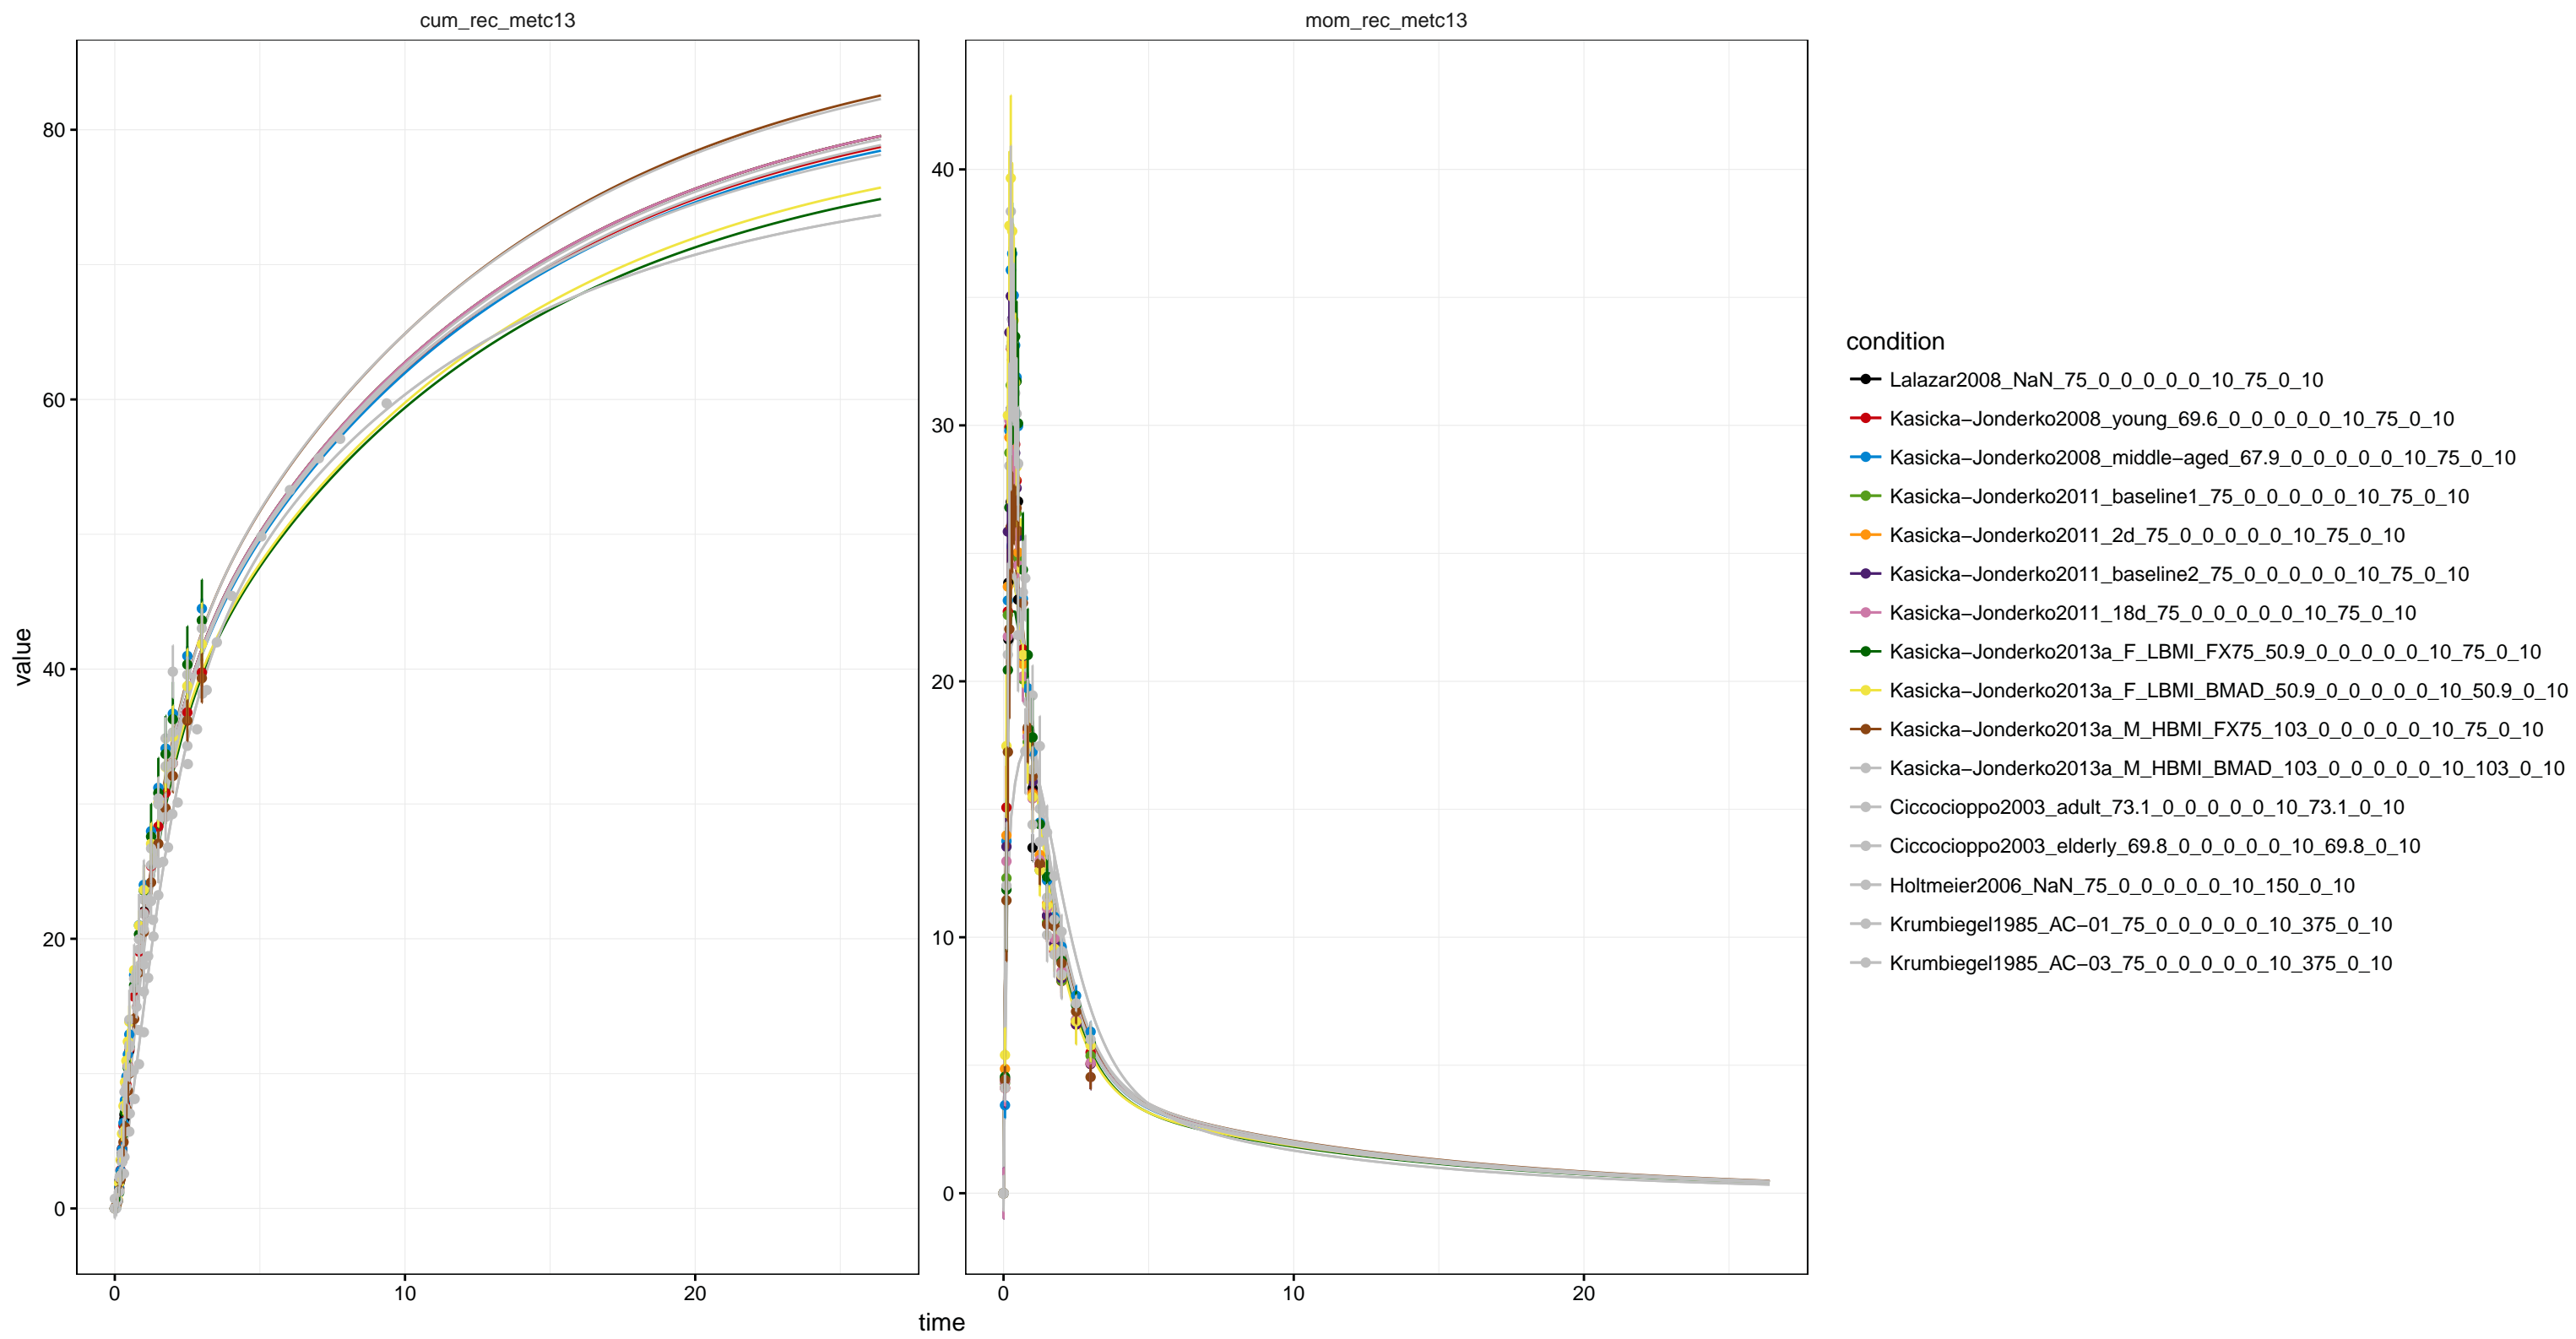 cum_rec_metc13
mom_rec_metc13
80
60
40
20
0
40
30
20
10
0
value
0
10
20
0
10
20
time
condition
Lalazar2008_NaN_75_0_0_0_0_0_10_75_0_10
Kasicka−Jonderko2008_young_69.6_0_0_0_0_0_10_75_0_10
Kasicka−Jonderko2008_middle−aged_67.9_0_0_0_0_0_10_75_0_10
Kasicka−Jonderko2011_baseline1_75_0_0_0_0_0_10_75_0_10
Kasicka−Jonderko2011_2d_75_0_0_0_0_0_10_75_0_10
Kasicka−Jonderko2011_baseline2_75_0_0_0_0_0_10_75_0_10
Kasicka−Jonderko2011_18d_75_0_0_0_0_0_10_75_0_10
Kasicka−Jonderko2013a_F_LBMI_FX75_50.9_0_0_0_0_0_10_75_0_10
Kasicka−Jonderko2013a_F_LBMI_BMAD_50.9_0_0_0_0_0_10_50.9_0_10
Kasicka−Jonderko2013a_M_HBMI_FX75_103_0_0_0_0_0_10_75_0_10
Kasicka−Jonderko2013a_M_HBMI_BMAD_103_0_0_0_0_0_10_103_0_10
Ciccocioppo2003_adult_73.1_0_0_0_0_0_10_73.1_0_10
Ciccocioppo2003_elderly_69.8_0_0_0_0_0_10_69.8_0_10
Holtmeier2006_NaN_75_0_0_0_0_0_10_150_0_10
Krumbiegel1985_AC−01_75_0_0_0_0_0_10_375_0_10
Krumbiegel1985_AC−03_75_0_0_0_0_0_10_375_0_10